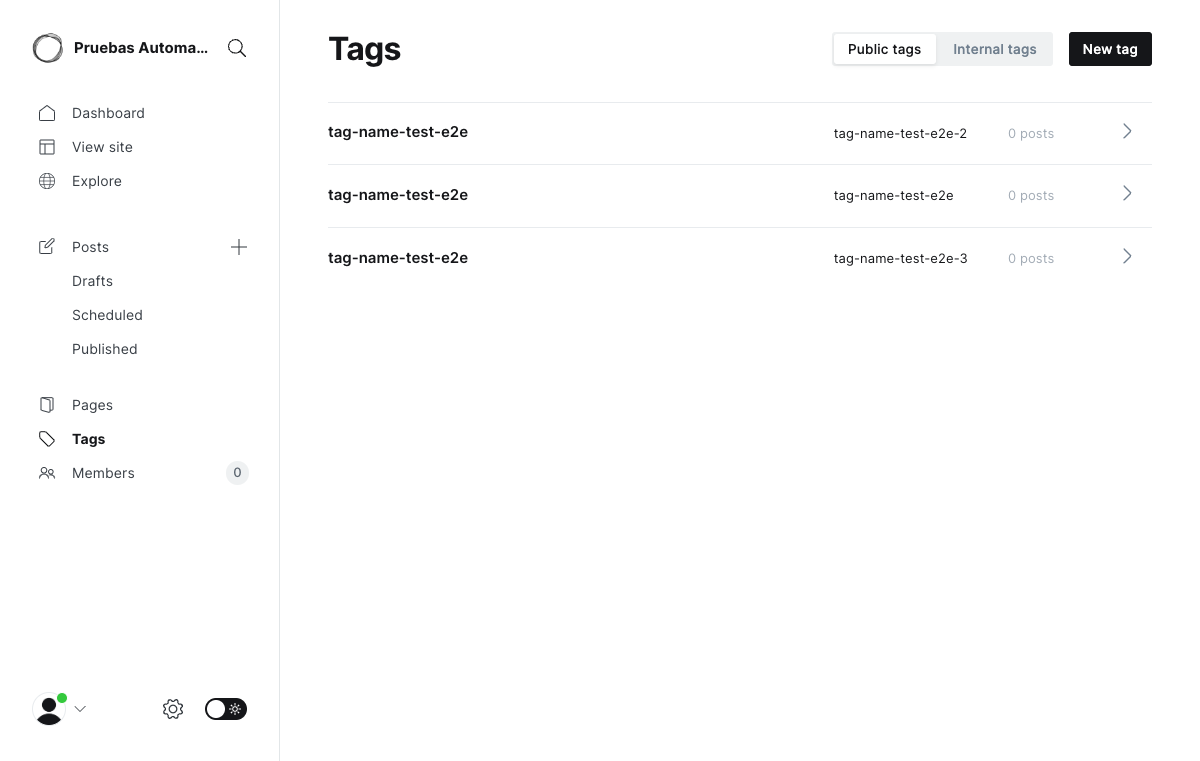 Pruebas Automa...
Dashboard
View site
Explore
Posts
Drafts
Scheduled
Published
Pages
Tags
Members 0
Tags
Public tags Internal tags New tag
tag-name-test-e2e tag-name-test-e2e-2 0 posts
tag-name-test-e2e tag-name-test-e2e 0 posts
tag-name-test-e2e tag-name-test-e2e-3 0 posts